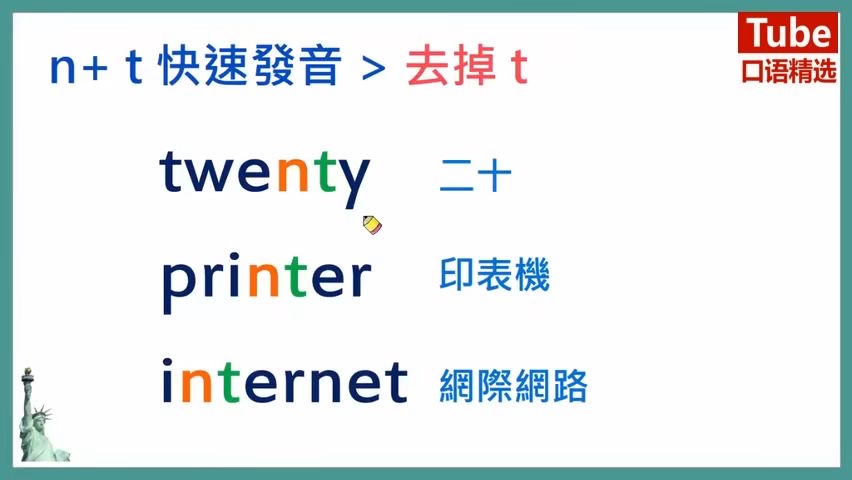 n+ t 快速發音 > 去掉 t
Tube
口语精选
twenty 二十
printer 印表機
internet 網際網路